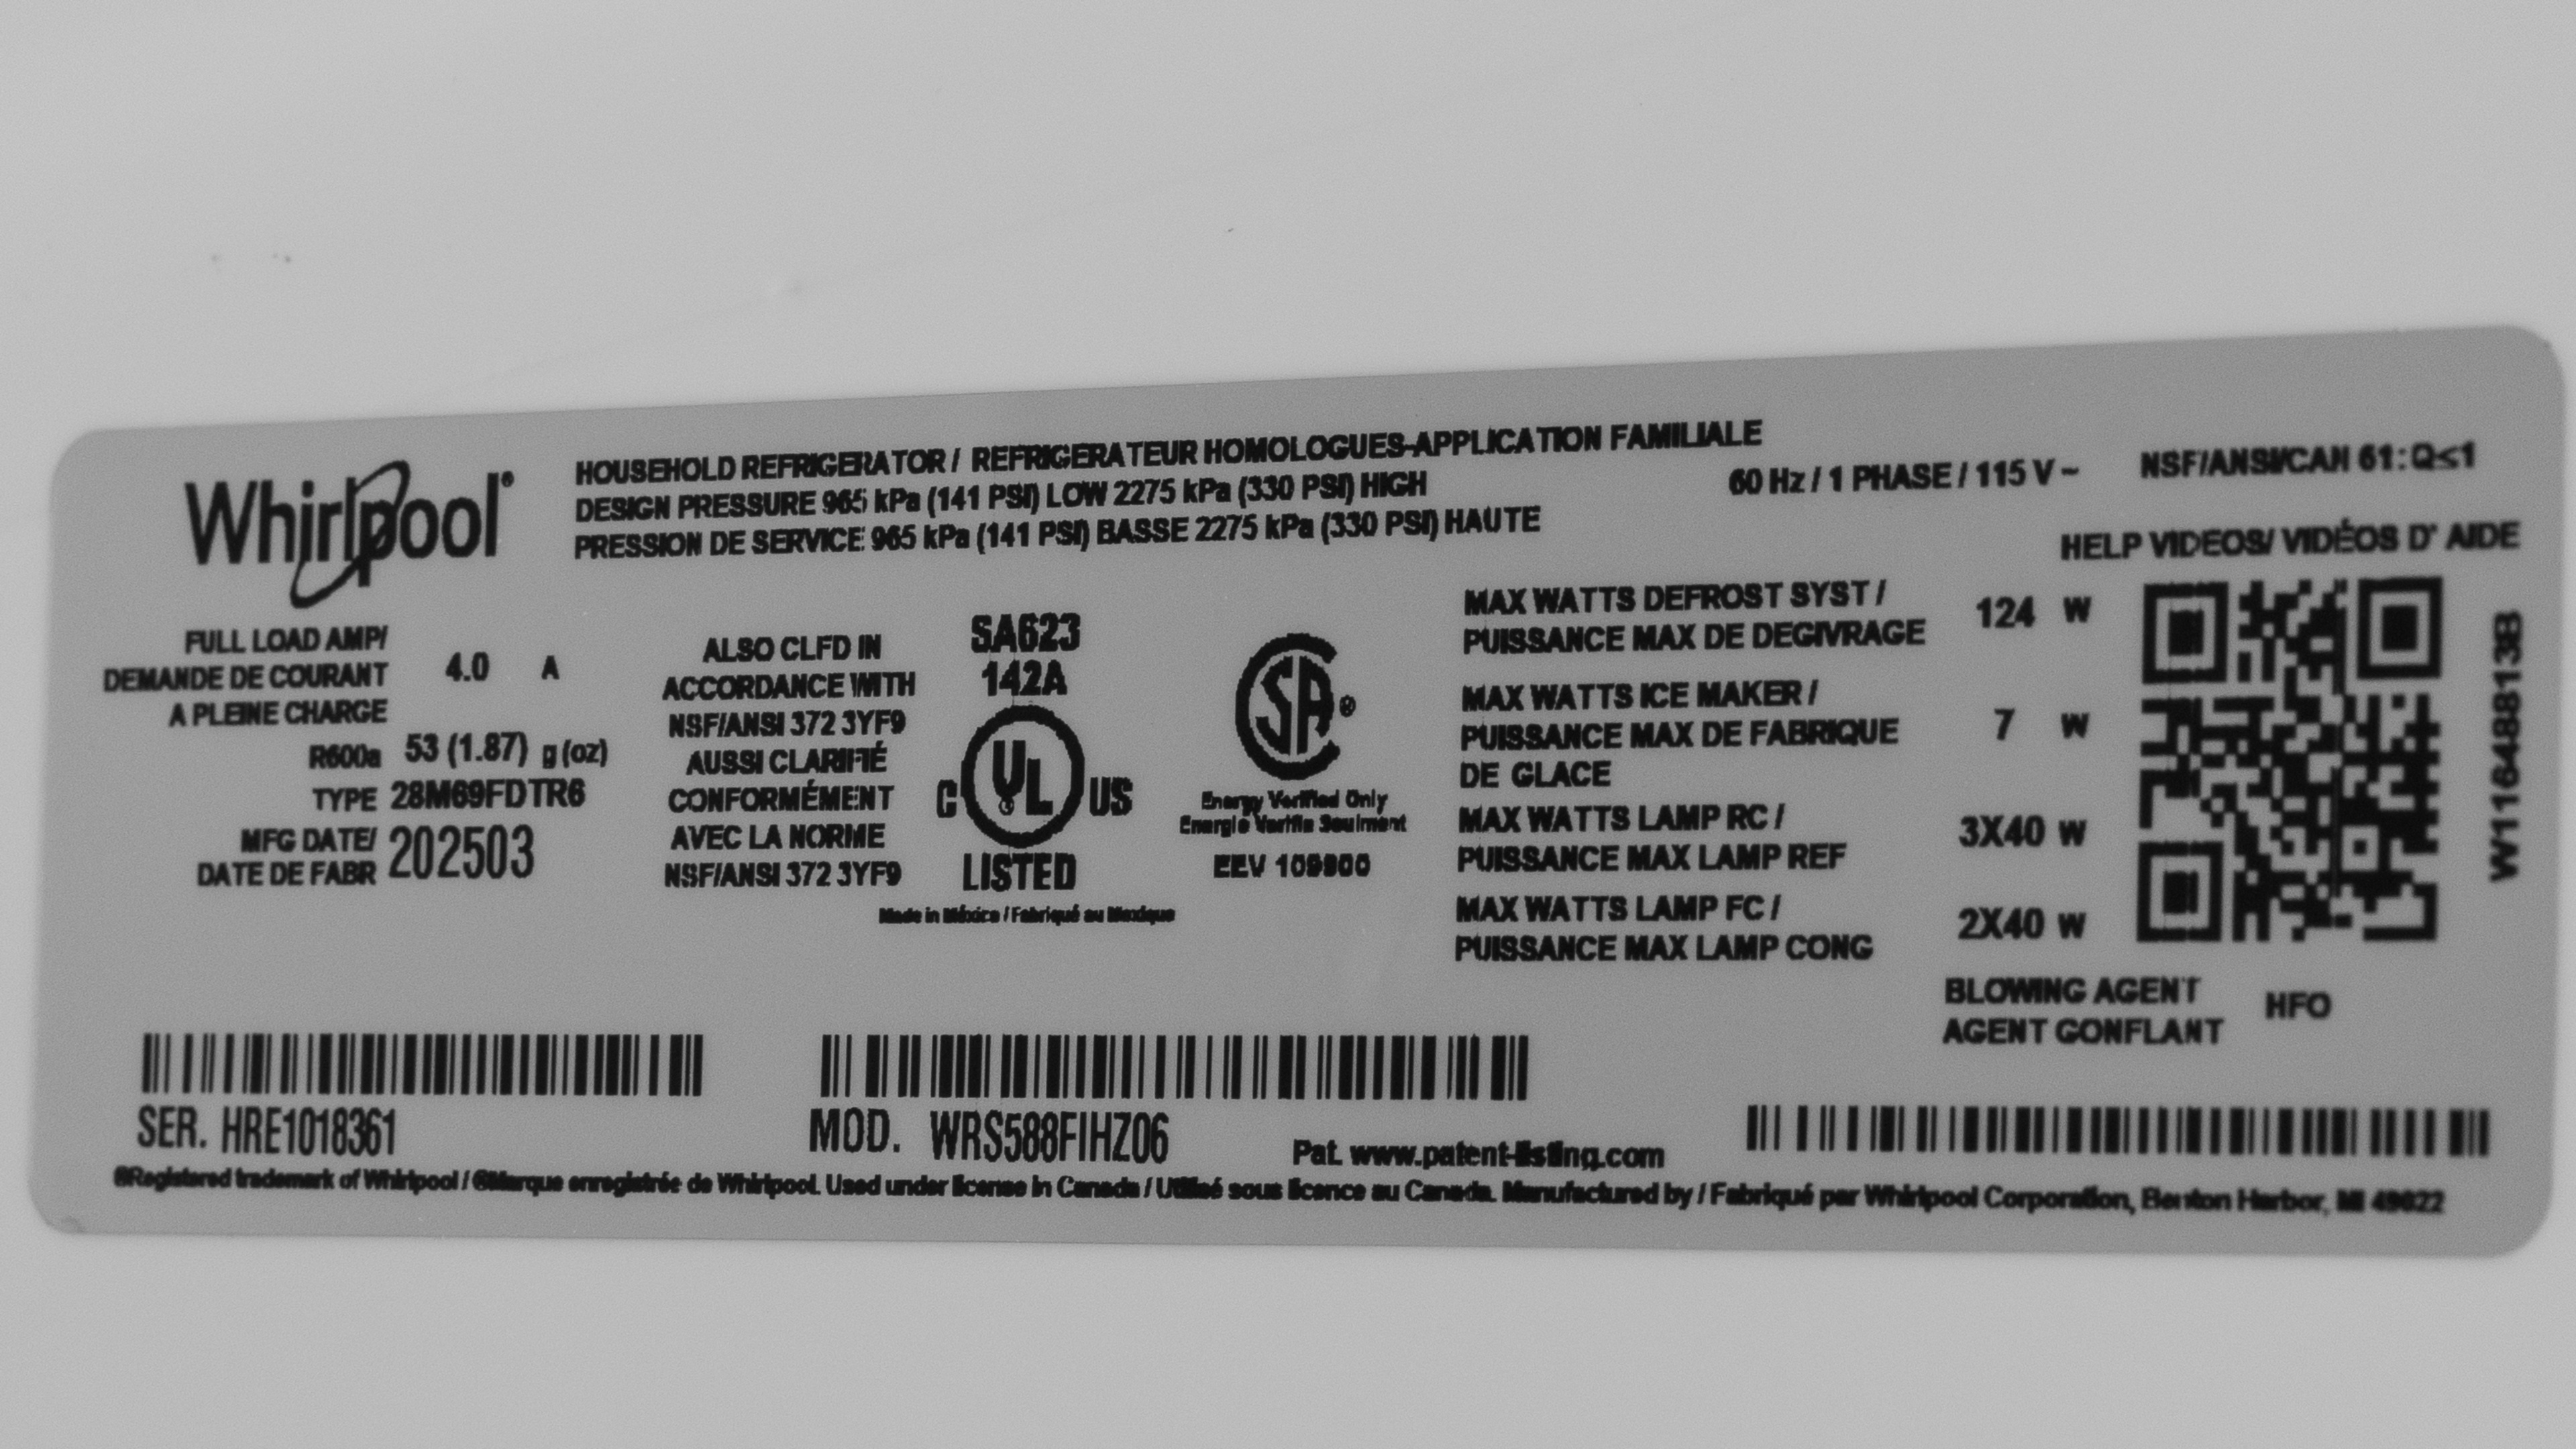 Whirlpool®
HOUSEHOLD REFRIGERATOR / REFRIGERATEUR HOMOLOGUES-APPLICATION FAMILIALE
DESIGN PRESSURE 965 kPa (141 PSI) LOW 2275 kPa (330 PSI) HIGH
PRESSION DE SERVICE 965 kPa (141 PSI) BASSE 2275 kPa (330 PSI) HAUTE
60 Hz / 1 PHASE / 115 V ~
NSF/ANSI/CAN 61: Q≤1
FULL LOAD AMP/
DEMANDE DE COURANT 4.0 A
A PLEINE CHARGE
R600a 53 (1.87) g (oz)
TYPE 28M69FDTR6
MFG DATE/
DATE DE FABR 202503
ALSO CLFD IN
ACCORDANCE WITH
NSF/ANSI 372 3YF9
AUSSI CLARIFIÉ
CONFORMÉMENT
AVEC LA NORME
NSF/ANSI 372 3YF9
SA623
142A
C UL US
LISTED
Made in México / Fabriqué au Mexique
SA®
Energy Verified Only
Energie Verifie Seulment
EEV 109900
MAX WATTS DEFROST SYST /
PUISSANCE MAX DE DEGIVRAGE 124 W
MAX WATTS ICE MAKER /
PUISSANCE MAX DE FABRIQUE 7 W
DE GLACE
MAX WATTS LAMP RC /
PUISSANCE MAX LAMP REF 3X40 W
MAX WATTS LAMP FC /
PUISSANCE MAX LAMP CONG 2X40 W
HELP VIDEOS/ VIDÉOS D' AIDE
W11648813B
BLOWING AGENT
AGENT GONFLANT HFO
SER. HRE1018361
MOD. WRS588FIHZ06
Pat. www.patent-listing.com
®Registered trademark of Whirlpool / ®Marque enregistrée de Whirlpool. Used under license in Canada / Utilisé sous licence au Canada. Manufactured by / Fabriqué par Whirlpool Corporation, Benton Harbor, MI 49022